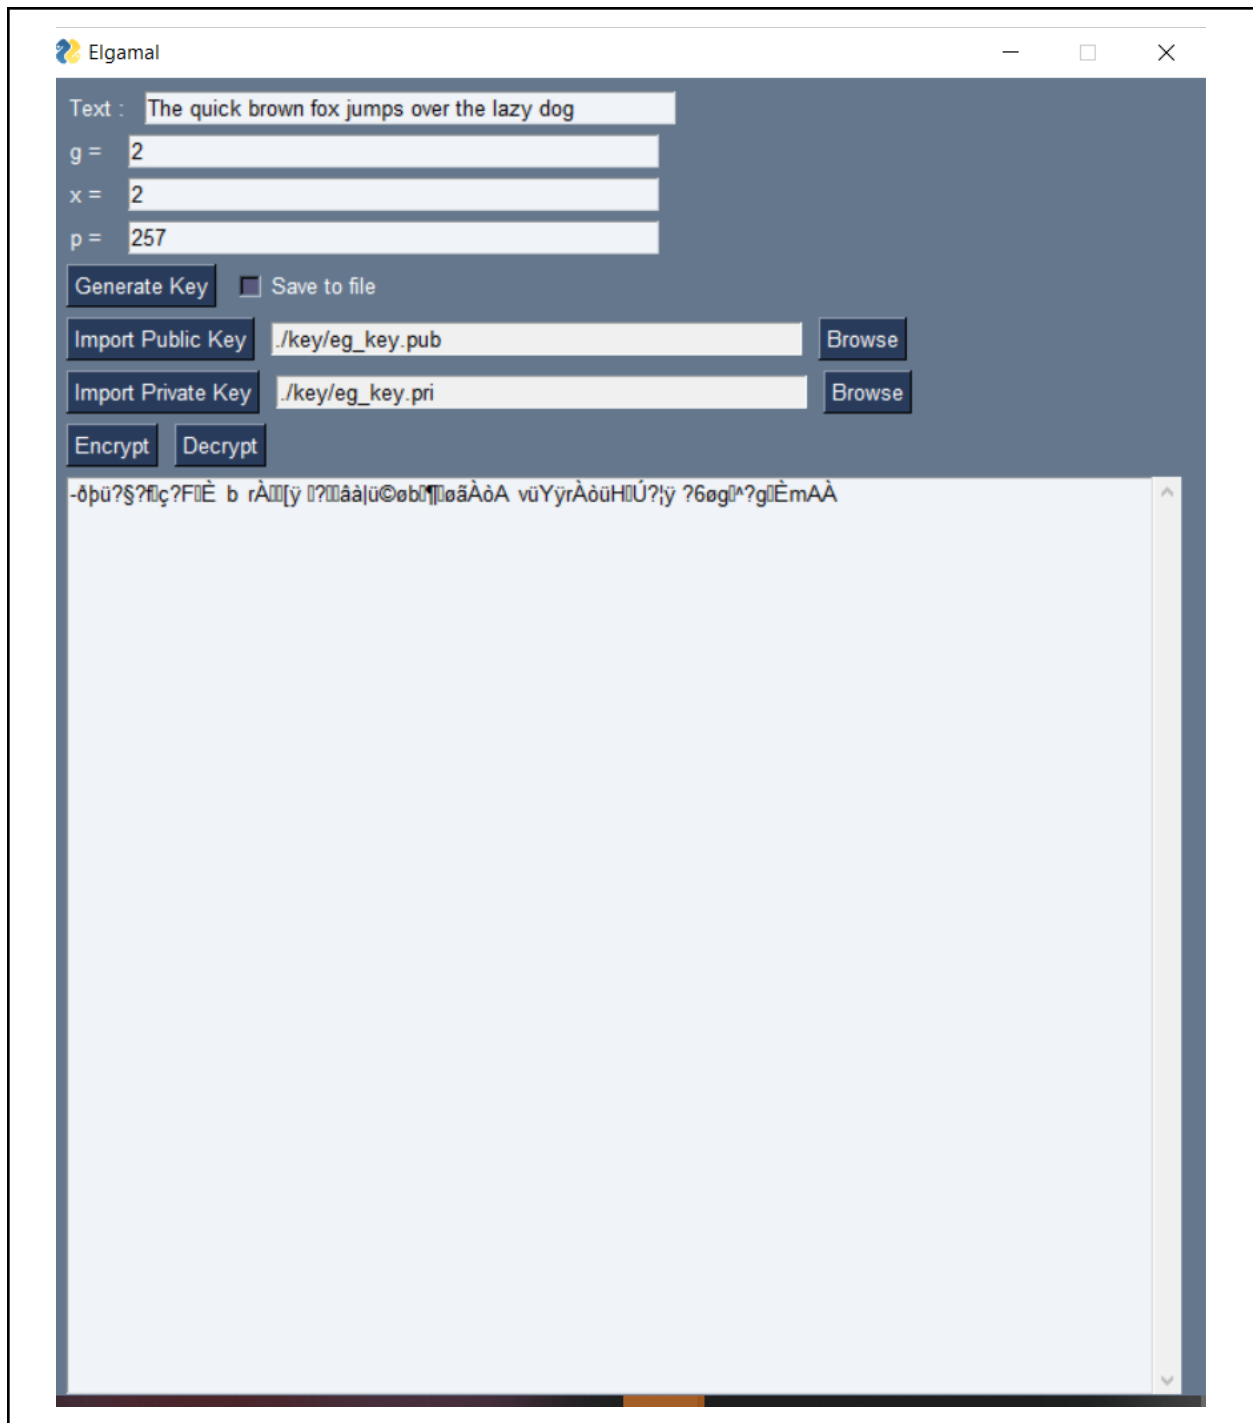 Elgamal
Text : The quick brown fox jumps over the lazy dog
g = 2
x = 2
p = 257
Generate Key Save to file
Import Public Key ./key/eg_key.pub Browse
Import Private Key ./key/eg_key.pri Browse
Encrypt Decrypt